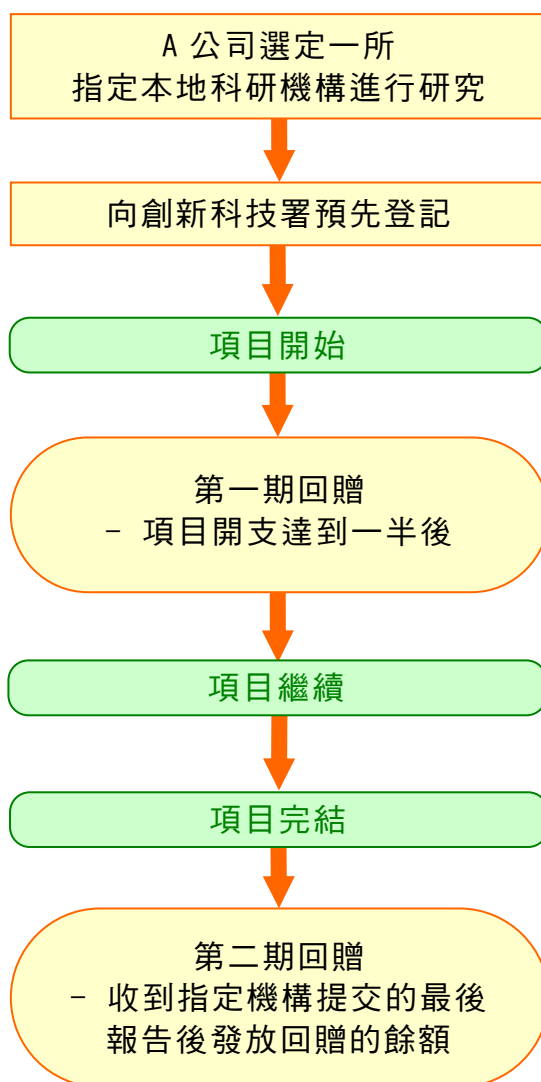 A 公司選定一所
指定本地科研機構進行研究
向創新科技署預先登記
項目開始
第一期回贈
– 項目開支達到一半後
項目繼續
項目完結
第二期回贈
– 收到指定機構提交的最後
報告後發放回贈的餘額